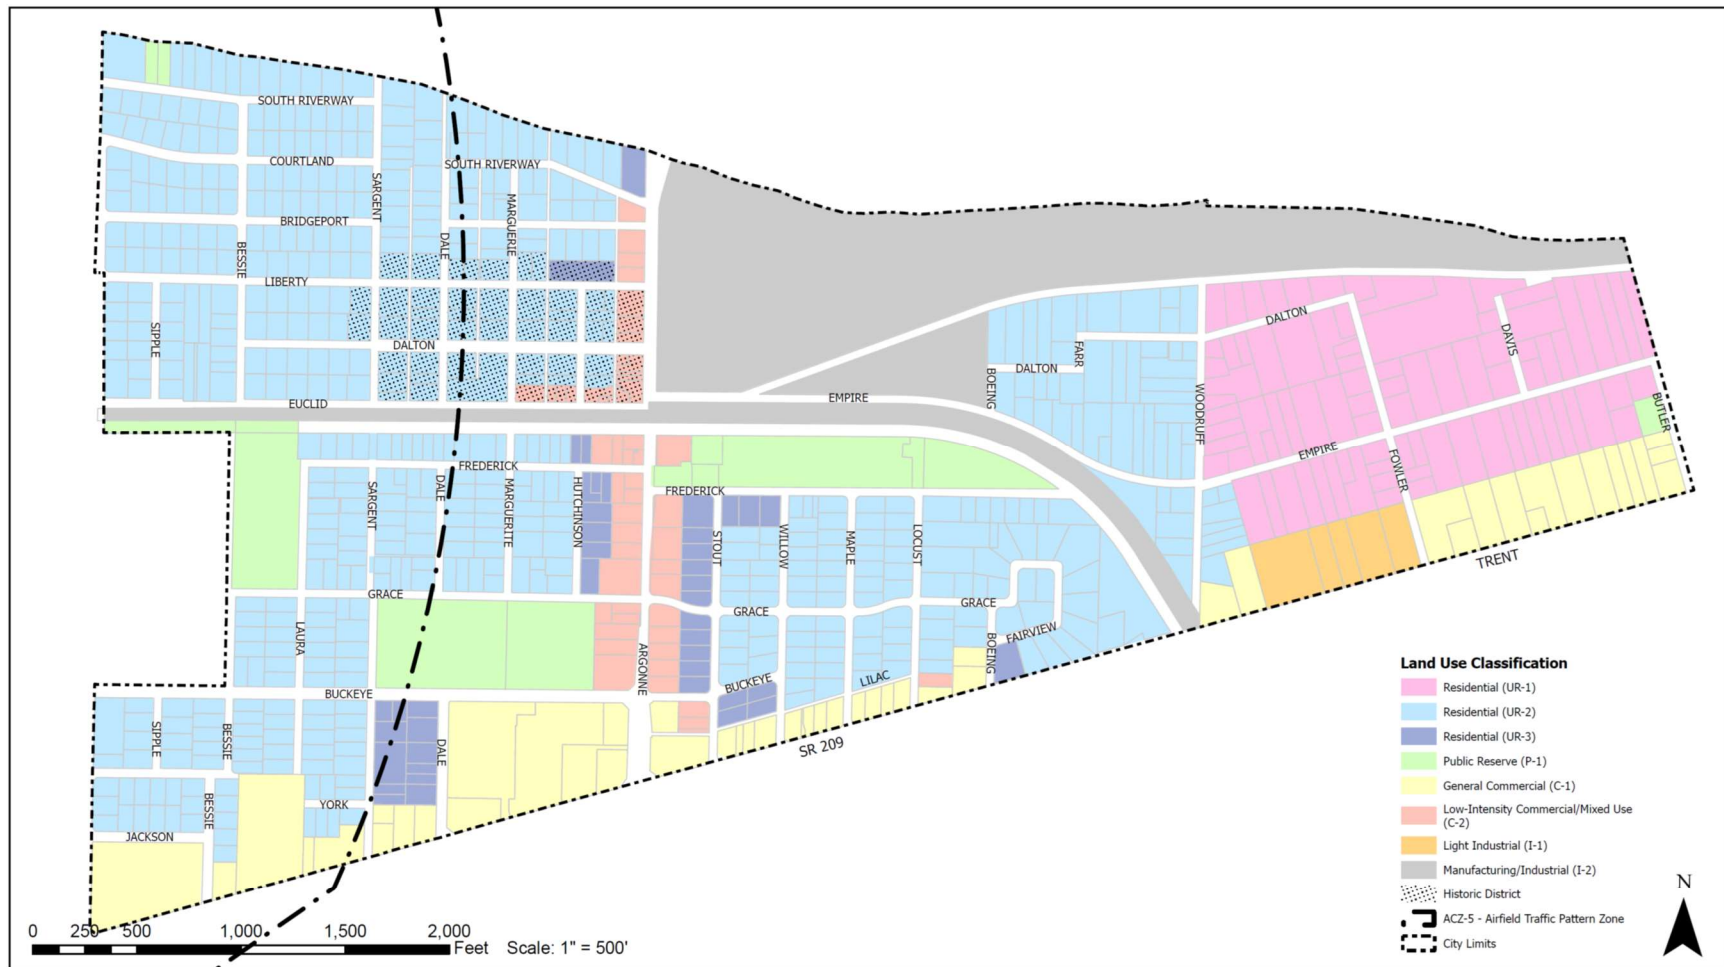 SOUTH RIVERWAY
COURTLAND
SOUTH RIVERWAY
SARGENT
MARGUERIE
BRIDGEPORT
DALE
BESSIE
LIBERTY
SIPPLE
DALTON
DALTON
DAVIS
FARR
DALTON
BOEING
WOODRUFF
EUCLID
EMPIRE
BUTLER
EMPIRE
FOWLER
FREDERICK
SARGENT
DALE
MARGUERITE
HUTCHINSON
FREDERICK
STOUT
WILLOW
MAPLE
LOCUST
TRENT
GRACE
GRACE
GRACE
LAURA
ARGONNE
BOEING
FAIRVIEW
BUCKEYE
BUCKEYE
LILAC
SIPPLE
BESSIE
DALE
SR 209
BESSIE
YORK
JACKSON
Land Use Classification
Residential (UR-1)
Residential (UR-2)
Residential (UR-3)
Public Reserve (P-1)
General Commercial (C-1)
Low-Intensity Commercial/Mixed Use
(C-2)
Light Industrial (I-1)
Manufacturing/Industrial (I-2)
Historic District
ACZ-5 - Airfield Traffic Pattern Zone
City Limits
N
0 250 500 1,000 1,500 2,000
Feet Scale: 1" = 500'